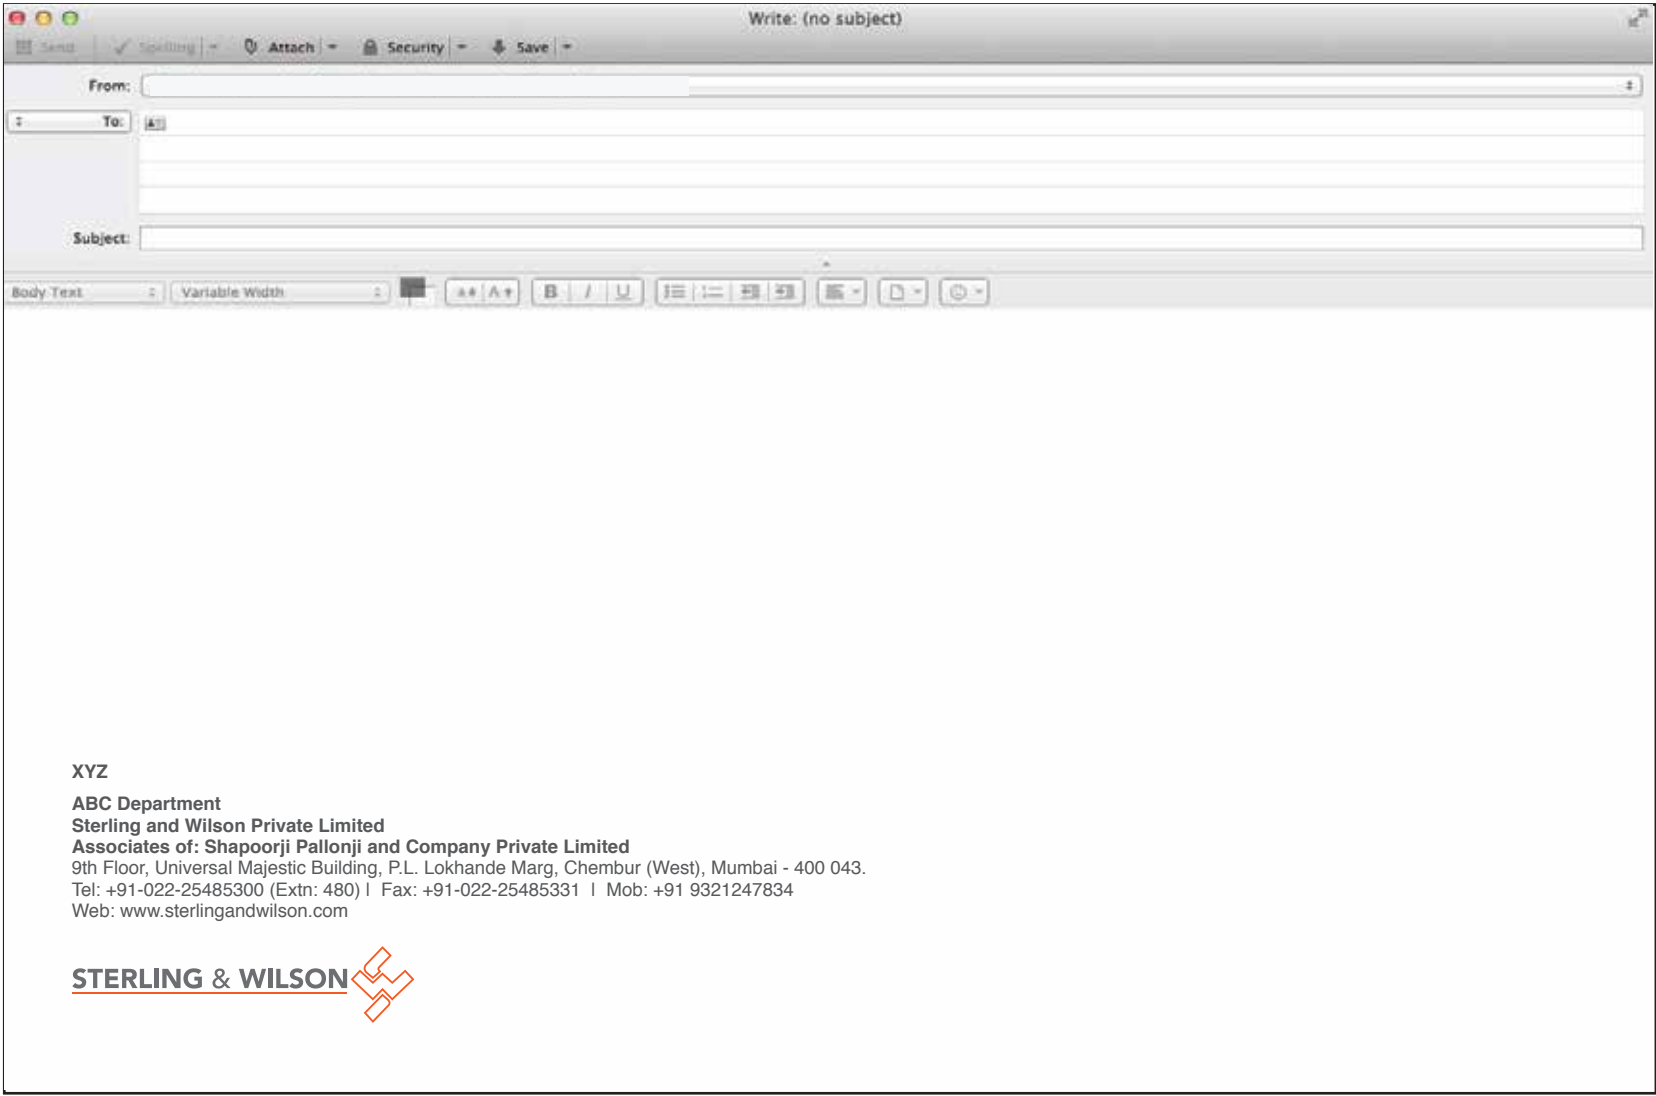 Write: (no subject)
Send Spelling Attach Security Save
From:
To:
Subject:
Body Text Variable Width A A B I U
XYZ
ABC Department
Sterling and Wilson Private Limited
Associates of: Shapoorji Pallonji and Company Private Limited
9th Floor, Universal Majestic Building, P.L. Lokhande Marg, Chembur (West), Mumbai - 400 043.
Tel: +91-022-25485300 (Extn: 480) l Fax: +91-022-25485331 l Mob: +91 9321247834
Web: www.sterlingandwilson.com
STERLING & WILSON